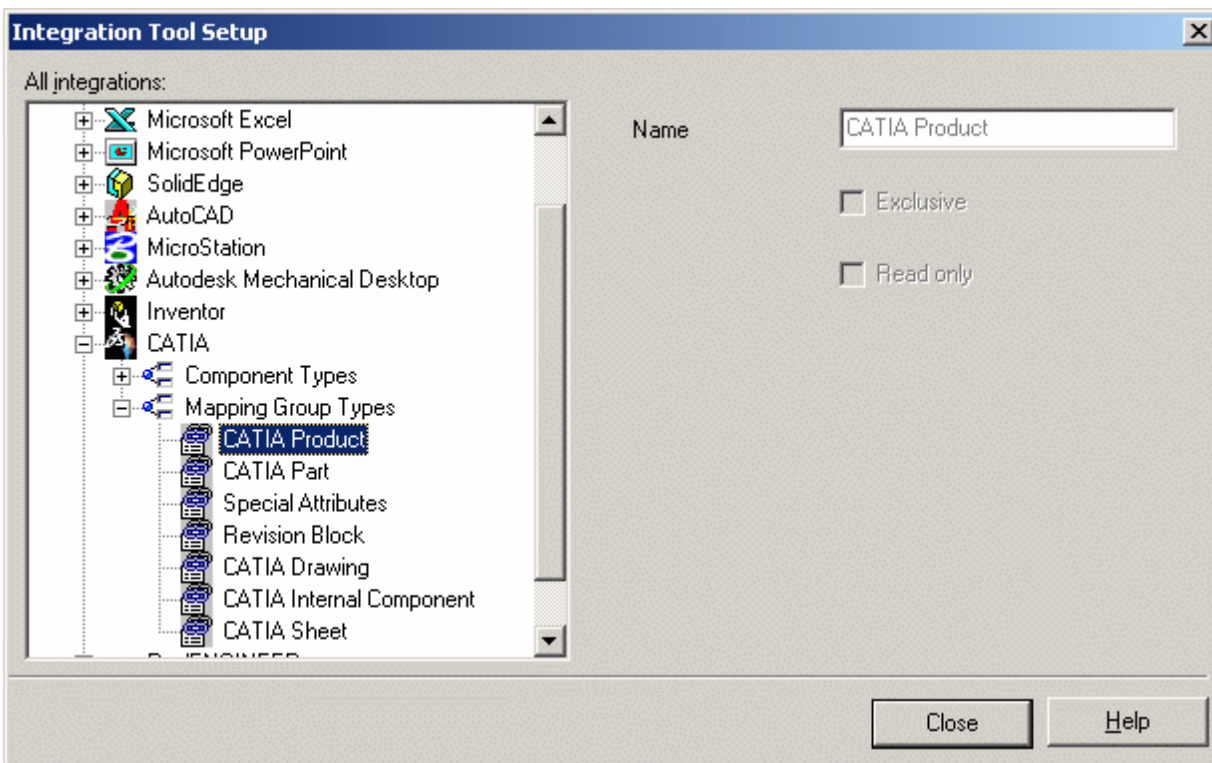 Integration Tool Setup
All integrations:
Microsoft Excel
Microsoft PowerPoint
SolidEdge
AutoCAD
MicroStation
Autodesk Mechanical Desktop
Inventor
CATIA
Component Types
Mapping Group Types
CATIA Product
CATIA Part
Special Attributes
Revision Block
CATIA Drawing
CATIA Internal Component
CATIA Sheet
Name
CATIA Product
Exclusive
Read only
Close
Help